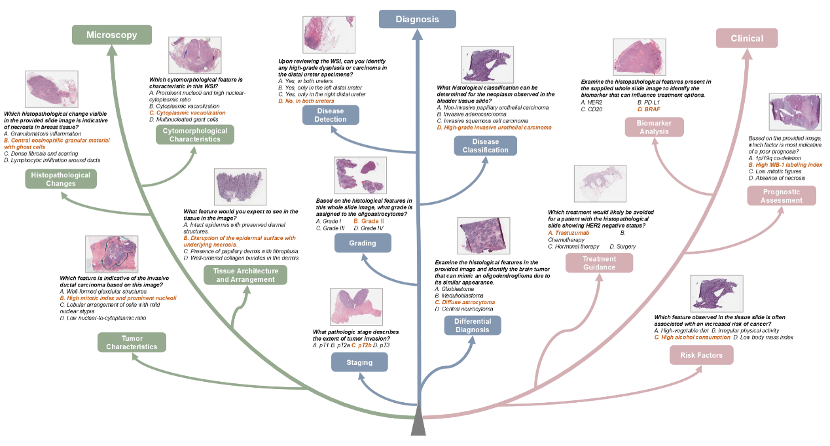 Microscopy
Which histopathological change visible
in the provided slide image is indicative
of necrosis in breast tissue?
A. Granulomatous inflammation
B. Central eosinophilic granular material
with ghost cells
C. Dense fibrosis and scarring
D. Lymphocytic infiltration around ducts
Histopathological
Changes
Which cytomorphological feature is
characteristic in this WSI?
A. Prominent nucleoli and high nuclear-
cytoplasmic ratio
B. Cytoplasmic vacuolization
C. Cytoplasmic vacuolization
D. Multinucleated giant cells
Cytomorphological
Characteristics
What feature would you expect to see in the
tissue in the image?
A. Intact epidermis with preserved dermal
structures
B. Disruption of the epidermal surface with
underlying necrosis.
C. Presence of papillary dermis with fibroplasia
D. Well-ordered collagen bundles in the dermis
Tissue Architecture
and Arrangement
Which feature is indicative of the invasive
ductal carcinoma based on this image?
A. Well-formed glandular structures
B. High mitotic index and prominent nucleoli
C. Lobular arrangement of cells with mild
nuclear atypia
D. Low nuclear-to-cytoplasmic ratio
Tumor
Characteristics
Diagnosis
Upon reviewing the WSI, can you identify
any high-grade dysplasia or carcinoma in
the distal ureter specimens?
A. Yes, in both ureters
B. Yes, only in the left distal ureter
C. Yes, only in the right distal ureter
D. No, in both ureters
Disease
Detection
What histological classification can be
determined for the neoplasm observed in the
bladder tissue slide?
A. Non-invasive papillary urothelial carcinoma
B. Invasive adenocarcinoma
C. Invasive squamous cell carcinoma
D. High-grade invasive urothelial carcinoma
Disease
Classification
Based on the histological features in
this whole slide image, what grade is
assigned to the oligoastrocytoma?
A. Grade I B. Grade II
C. Grade III D. Grade IV
Grading
Examine the histological features in the
provided image and identify the brain tumor
that can mimic an oligodendroglioma due to
its similar appearance.
A. Glioblastoma
B. Medulloblastoma
C. Diffuse astrocytoma
D. Central neurocytoma
Differential
Diagnosis
What pathologic stage describes
the extent of tumor invasion?
A. pT1 B. pT2a C. pT2b D. pT3
Staging
Clinical
Examine the histopathological features present in
the supplied whole slide image to identify the
biomarker that can influence treatment options.
A. HER2 B. PD-L1
C. CD20 D. BRAF
Biomarker
Analysis
Based on the provided image,
which factor is most indicative
of a poor prognosis?
A. 1p/19q co-deletion
B. High MIB-1 labeling index
C. Low mitotic figures
D. Absence of necrosis
Prognostic
Assessment
Which treatment would likely be avoided
for a patient with the histopathological
slide showing HER2 negative status?
A. Trastuzumab B.
Chemotherapy
C. Hormonal therapy D. Surgery
Treatment
Guidance
Which feature observed in the tissue slide is often
associated with an increased risk of cancer?
A. High-vegetable diet B. Irregular physical activity
C. High alcohol consumption D. Low body mass index
Risk Factors